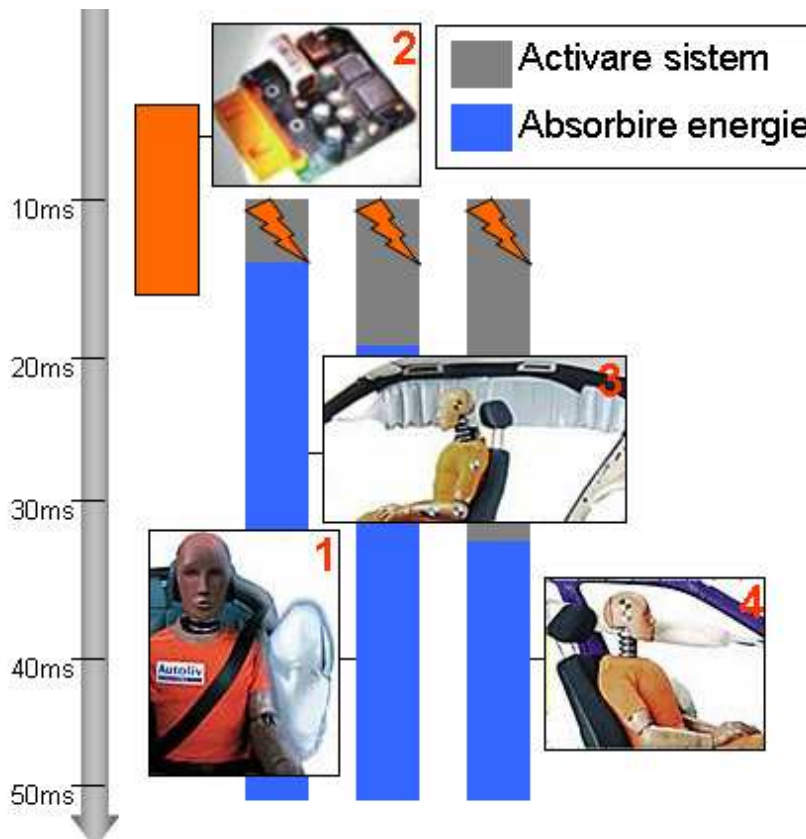 2
Activare sistem
Absorbire energie
10ms
20ms
3
30ms
1
4
40ms
Autoliv
50ms